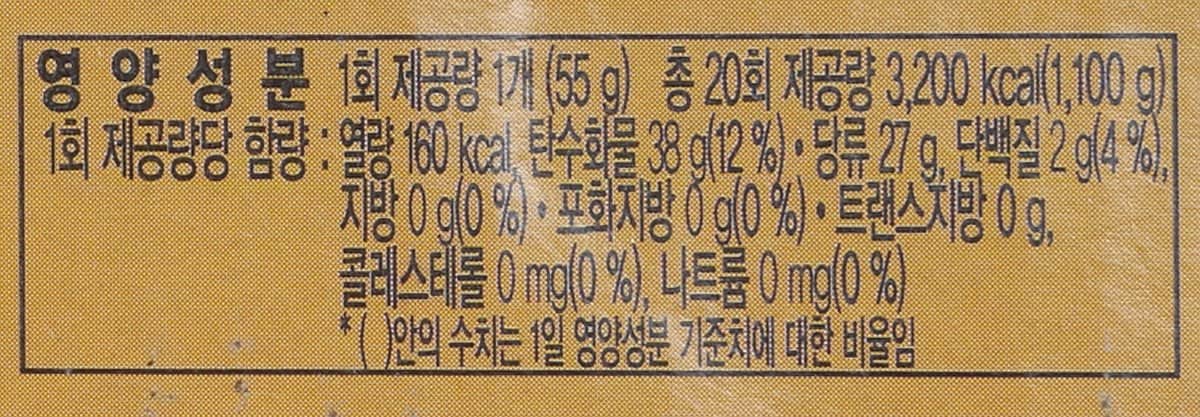 영 양 성 분 1회 제공량 1개 (55 g) 총 20회 제공량 3,200 kcal(1,100 g)
1회 제공량당 함량 : 열량 160 kcal, 탄수화물 38 g(12 %)• 당류 27 g, 단백질 2 g(4 %),
지방 0 g(0 %)• 포화지방 0 g(0 %)• 트랜스지방 0 g,
콜레스테롤 0 mg(0 %), 나트륨 0 mg(0 %)
*( )안의 수치는 1일 영양성분 기준치에 대한 비율임